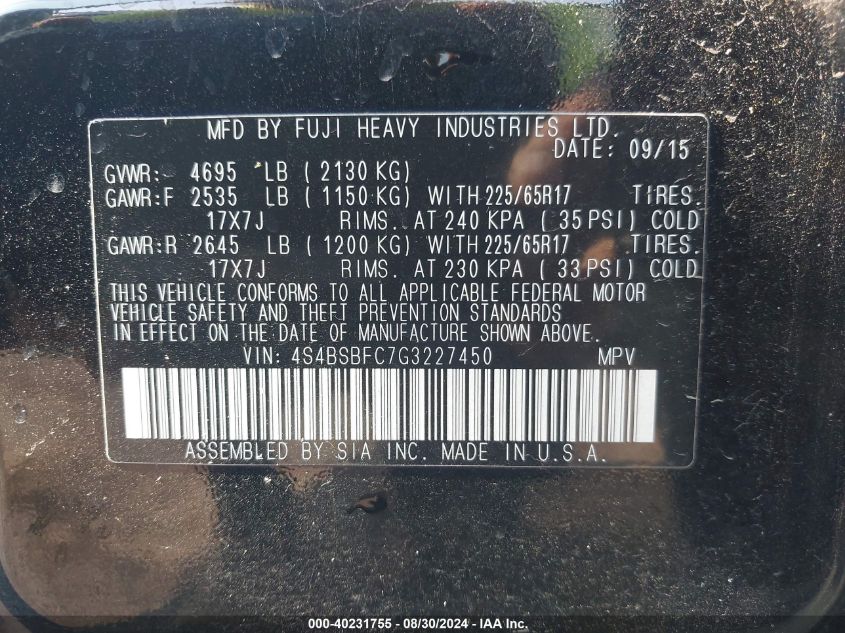 MFD BY FUJI HEAVY INDUSTRIES LTD.
DATE: 09/15
GVWR: 4695 LB ( 2130 KG)
GAWR:F 2535 LB ( 1150 KG) WITH 225/65R17 TIRES.
17X7J RIMS. AT 240 KPA ( 35 PSI) COLD
GAWR:R 2645 LB ( 1200 KG) WITH 225/65R17 TIRES.
17X7J RIMS. AT 230 KPA ( 33 PSI) COLD
THIS VEHICLE CONFORMS TO ALL APPLICABLE FEDERAL MOTOR
VEHICLE SAFETY AND THEFT PREVENTION STANDARDS
IN EFFECT ON THE DATE OF MANUFACTURE SHOWN ABOVE.
VIN: 4S4BSBFC7G3227450 MPV
ASSEMBLED BY SIA INC. MADE IN U.S.A.
000-40231755 - 08/30/2024 - IAA Inc.